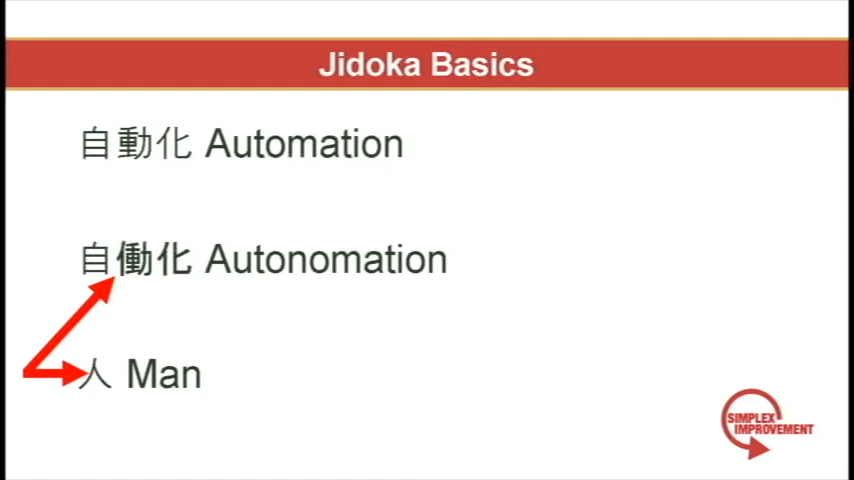 Jidoka Basics
自動化 Automation
自働化 Autonomation
人 Man
SIMPLEX
IMPROVEMENT